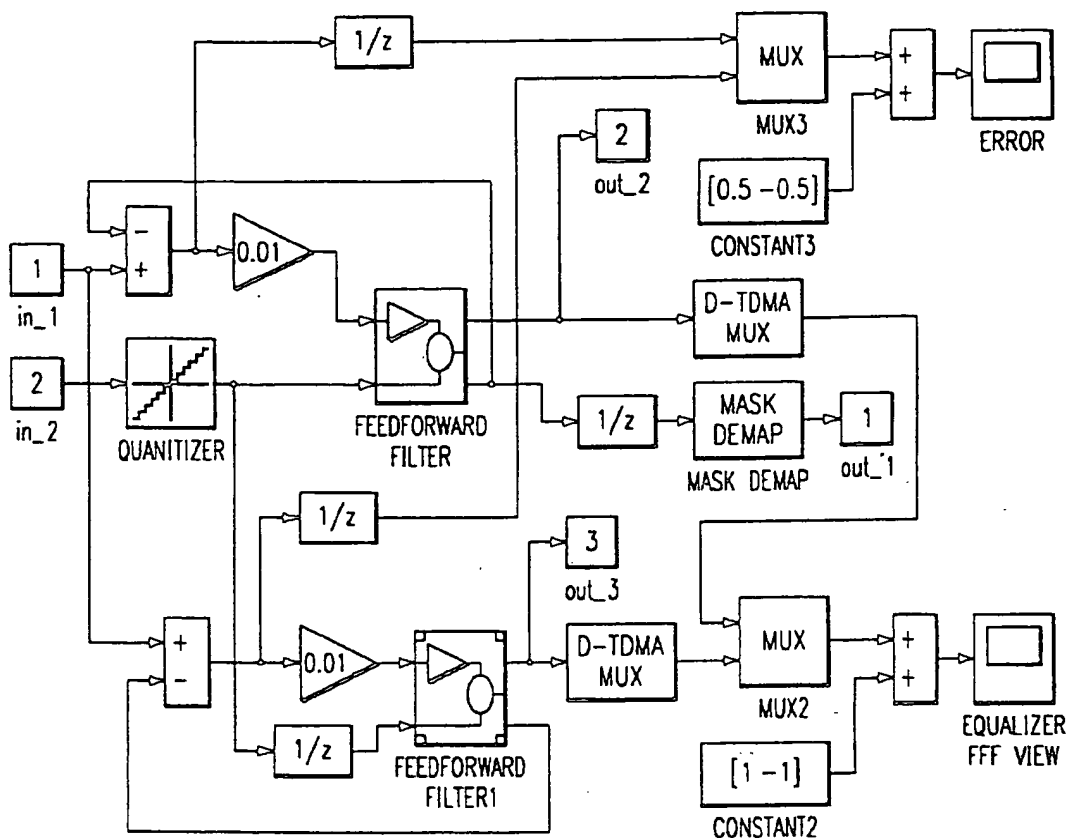 1/z
MUX
MUX3
+
+
ERROR
2
out_2
[0.5 -0.5]
CONSTANT3
-
+
0.01
1
in_1
D-TDMA
MUX
2
in_2
QUANITIZER
FEEDFORWARD
FILTER
1/z
MASK
DEMAP
MASK DEMAP
1
out_1
1/z
3
out_3
+
-
0.01
FEEDFORWARD
FILTER1
1/z
D-TDMA
MUX
MUX
MUX2
+
+
EQUALIZER
FFF VIEW
[1 -1]
CONSTANT2